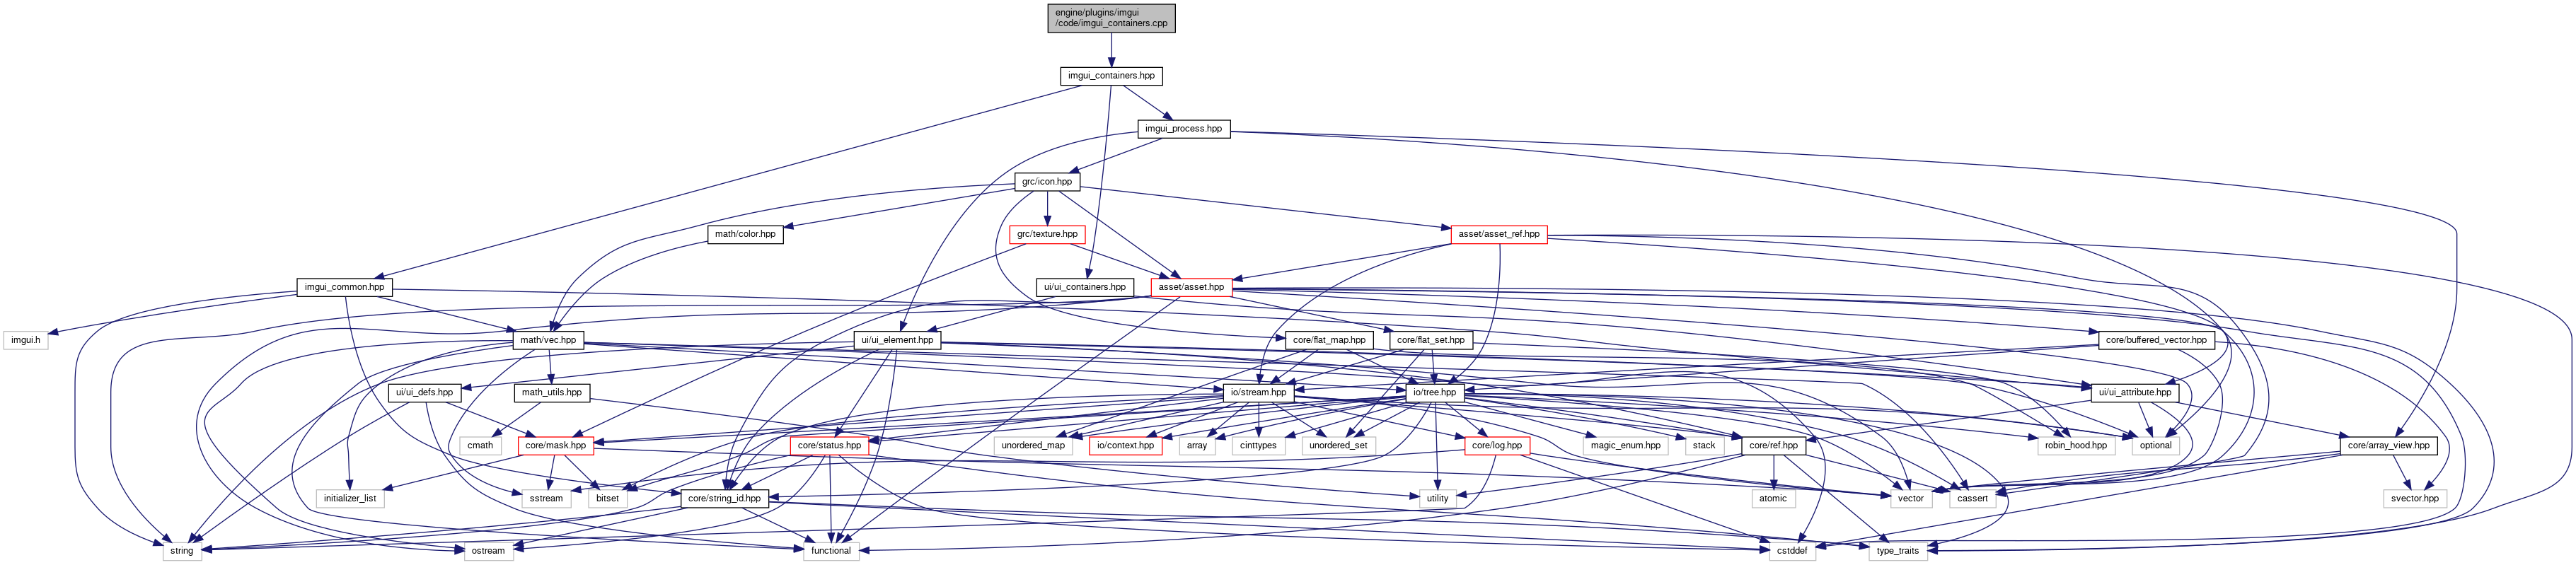 engine/plugins/imgui
/code/imgui_containers.cpp
imgui_containers.hpp
imgui_process.hpp
grc/icon.hpp
math/color.hpp
grc/texture.hpp
asset/asset_ref.hpp
imgui_common.hpp
ui/ui_containers.hpp
asset/asset.hpp
imgui.h
math/vec.hpp
ui/ui_element.hpp
core/flat_map.hpp
core/flat_set.hpp
core/buffered_vector.hpp
ui/ui_defs.hpp
math_utils.hpp
io/stream.hpp
io/tree.hpp
ui/ui_attribute.hpp
cmath
core/mask.hpp
core/status.hpp
unordered_map
io/context.hpp
array
cinttypes
unordered_set
core/log.hpp
magic_enum.hpp
stack
core/ref.hpp
robin_hood.hpp
optional
core/array_view.hpp
initializer_list
sstream
bitset
core/string_id.hpp
utility
atomic
vector
cassert
svector.hpp
string
ostream
functional
cstddef
type_traits